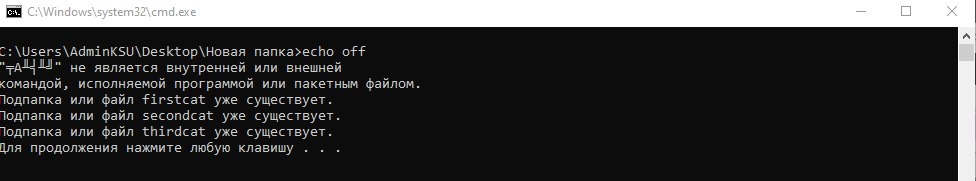 C:\Windows\system32\cmd.exe
C:\Users\AdminKSU\Desktop\Новая папка>echo off
"╤А╨╡╨╝" не является внутренней или внешней
командой, исполняемой программой или пакетным файлом.
Подпапка или файл firstcat уже существует.
Подпапка или файл secondcat уже существует.
Подпапка или файл thirdcat уже существует.
Для продолжения нажмите любую клавишу . . .